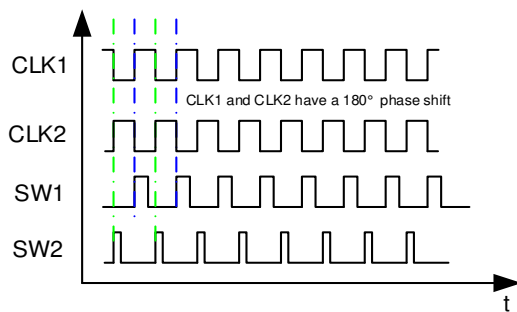 CLK1
CLK1 and CLK2 have a 180° phase shift
CLK2
SW1
SW2
t